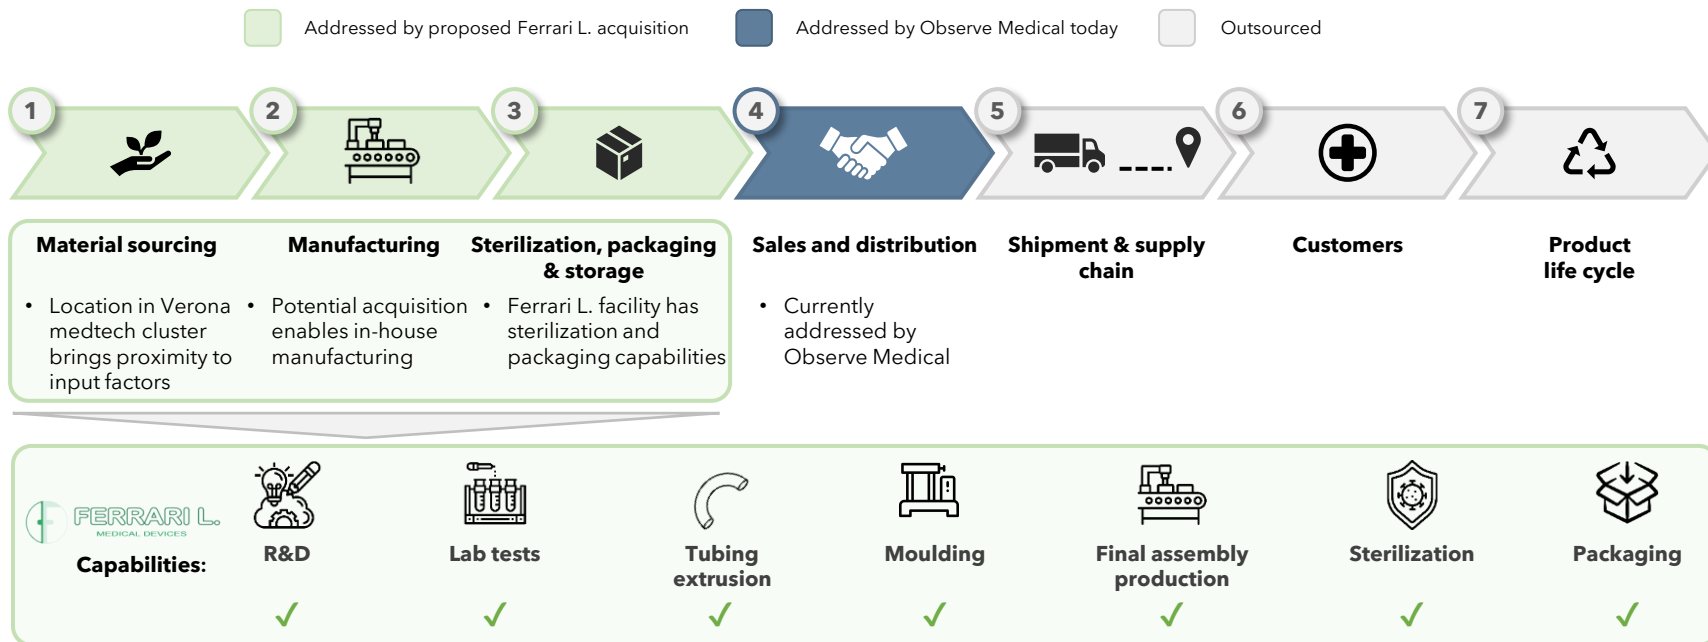 Addressed by proposed Ferrari L. acquisition
Addressed by Observe Medical today
Outsourced
1
2
3
4
5
6
7
Material sourcing
• Location in Verona
medtech cluster
brings proximity to
input factors
Manufacturing
• Potential acquisition
enables in-house
manufacturing
Sterilization, packaging
& storage
• Ferrari L. facility has
sterilization and
packaging capabilities
Sales and distribution
• Currently
addressed by
Observe Medical
Shipment & supply
chain
Customers
Product
life cycle
FERRARI L.
MEDICAL DEVICES
Capabilities:
R&D
Lab tests
Tubing
extrusion
Moulding
Final assembly
production
Sterilization
Packaging